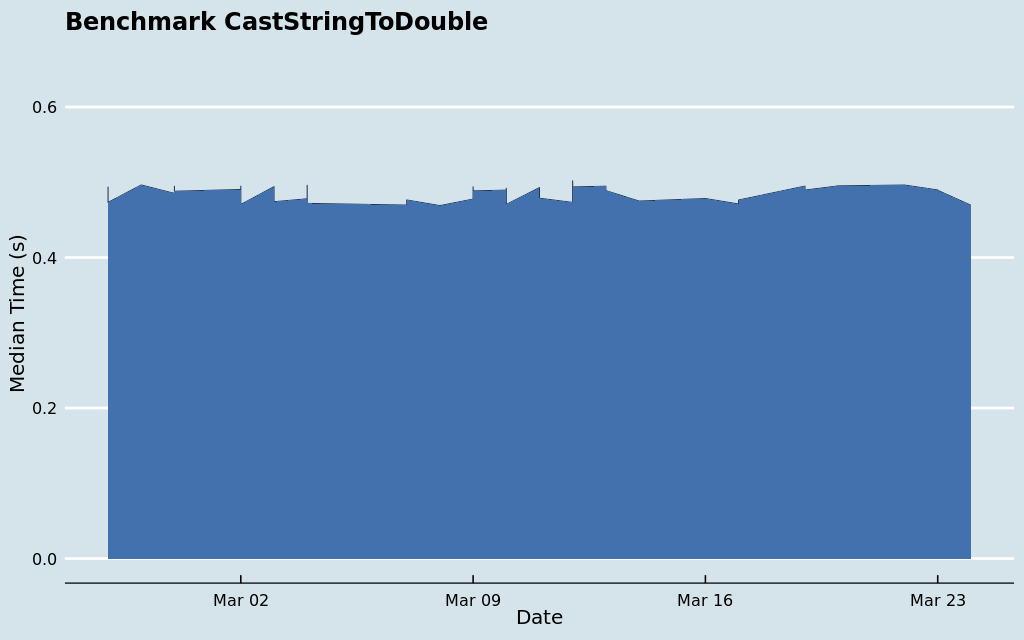 Benchmark CastStringToDouble
0.6
0.4
0.2
0.0
Median Time (s)
Mar 02
Mar 09
Mar 16
Mar 23
Date